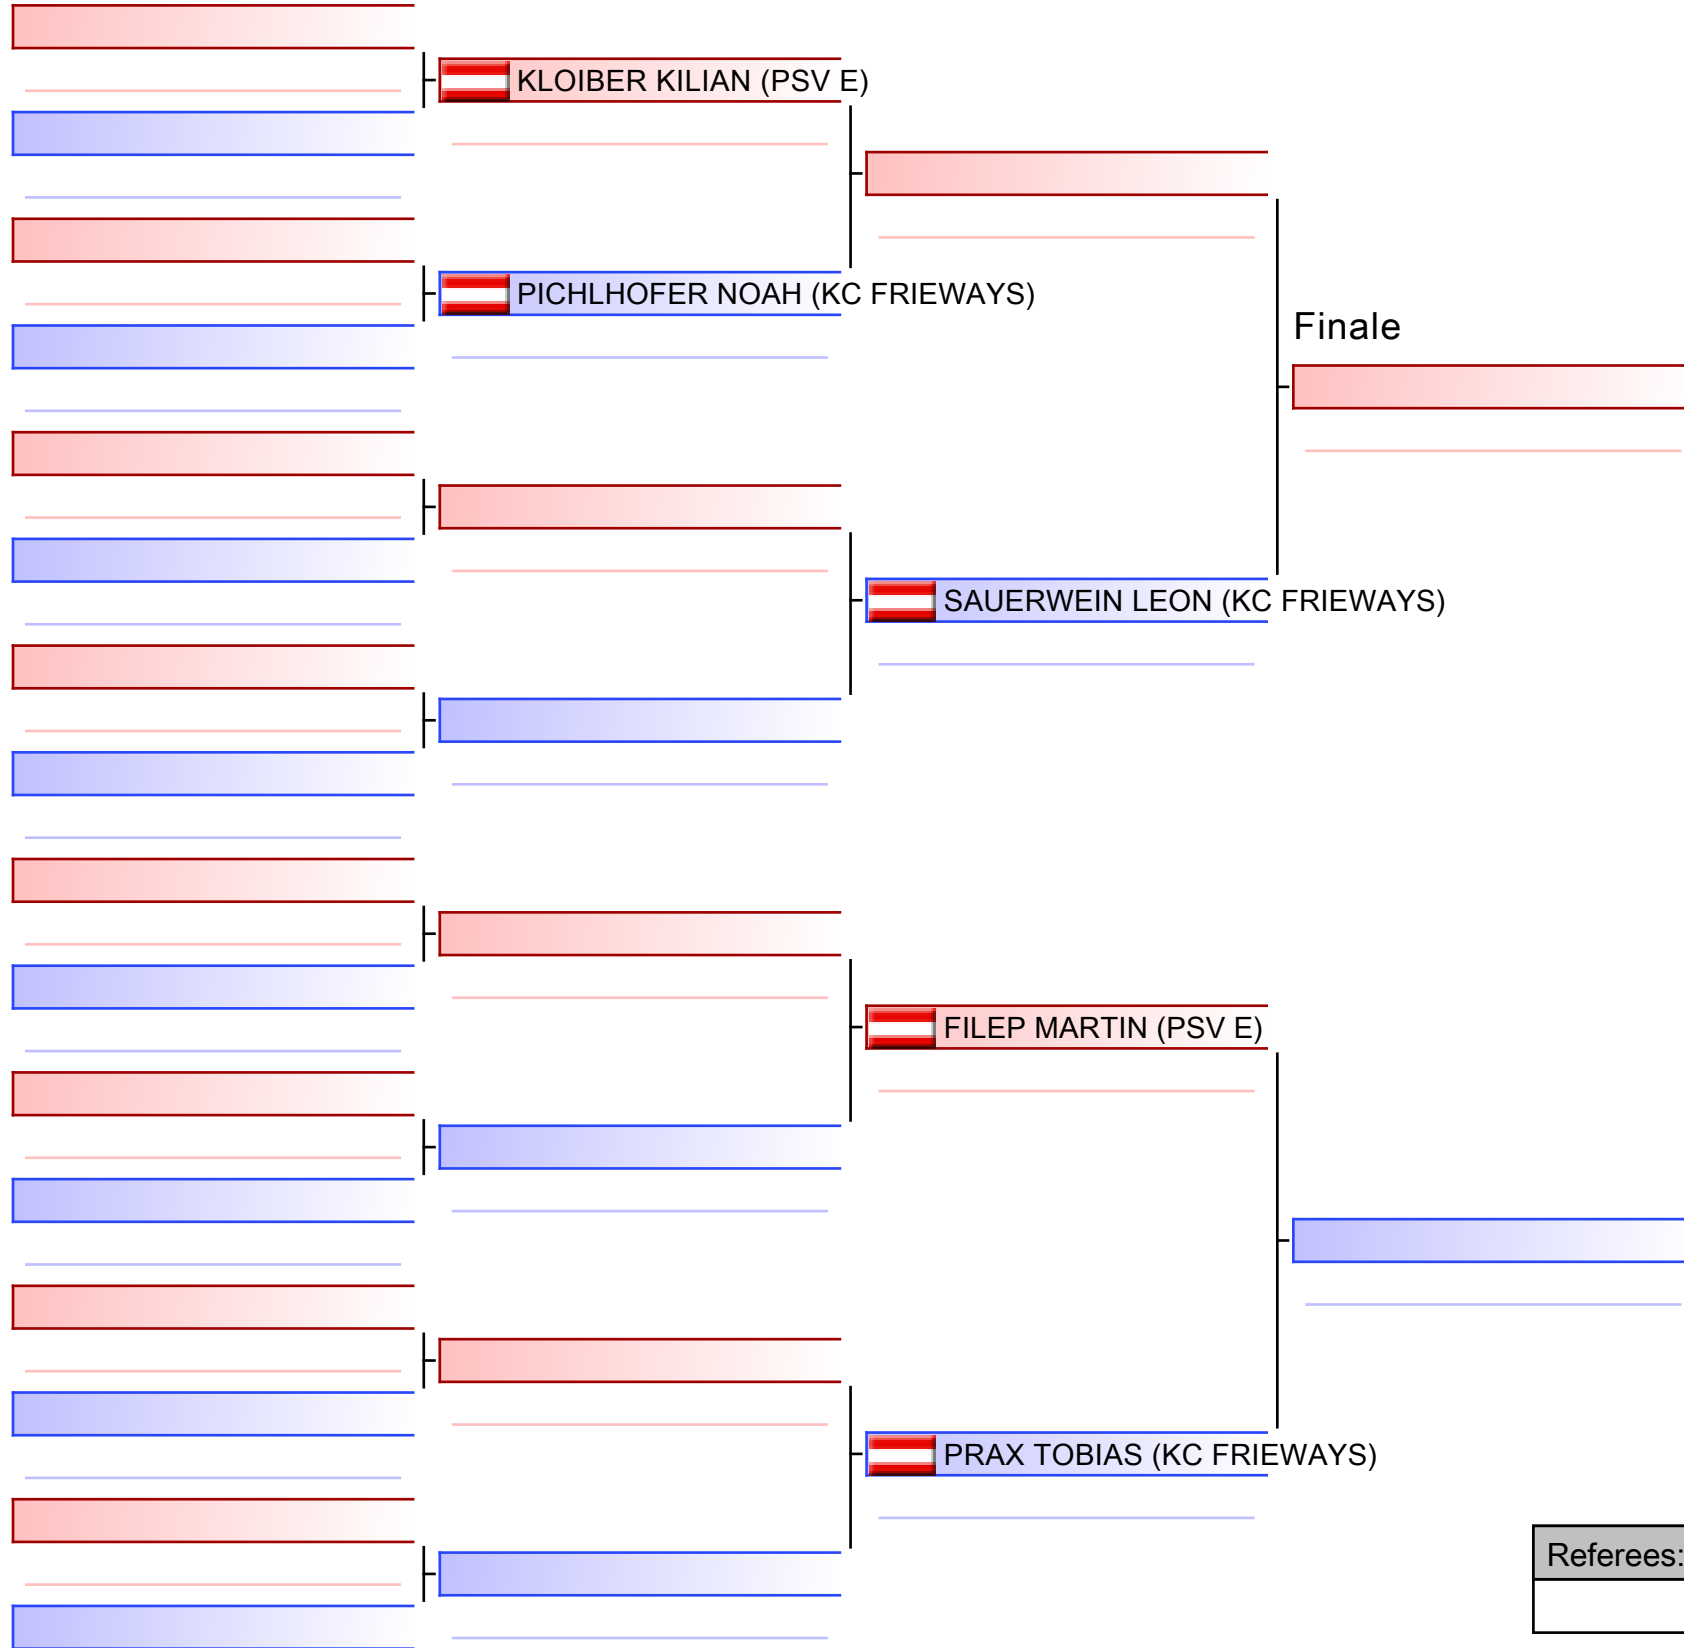 KLOIBER KILIAN (PSV E)
PICHLHOFER NOAH (KC FRIEWAYS)
Finale
SAUERWEIN LEON (KC FRIEWAYS)
FILEP MARTIN (PSV E)
PRAX TOBIAS (KC FRIEWAYS)
Referees: